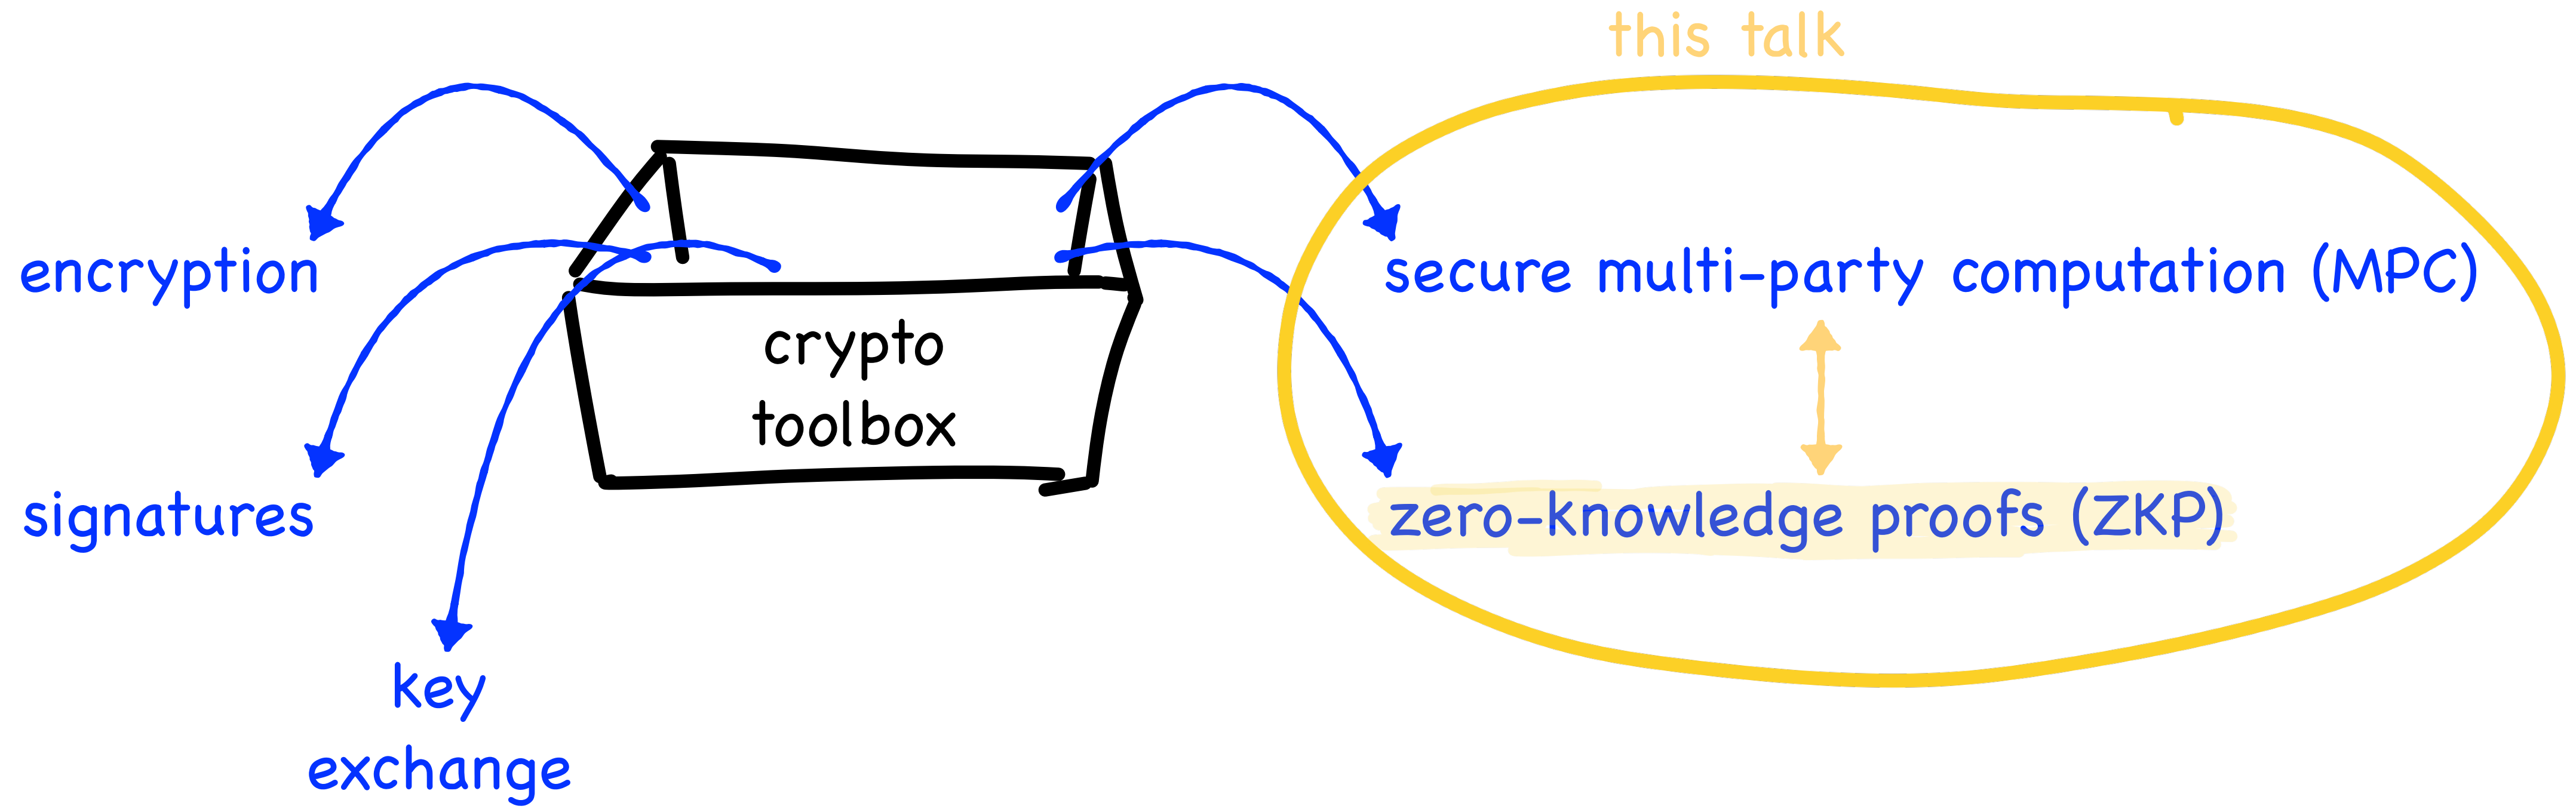 this talk
encryption
secure multi-party computation (MPC)
crypto
toolbox
signatures
zero-knowledge proofs (ZKP)
key
exchange